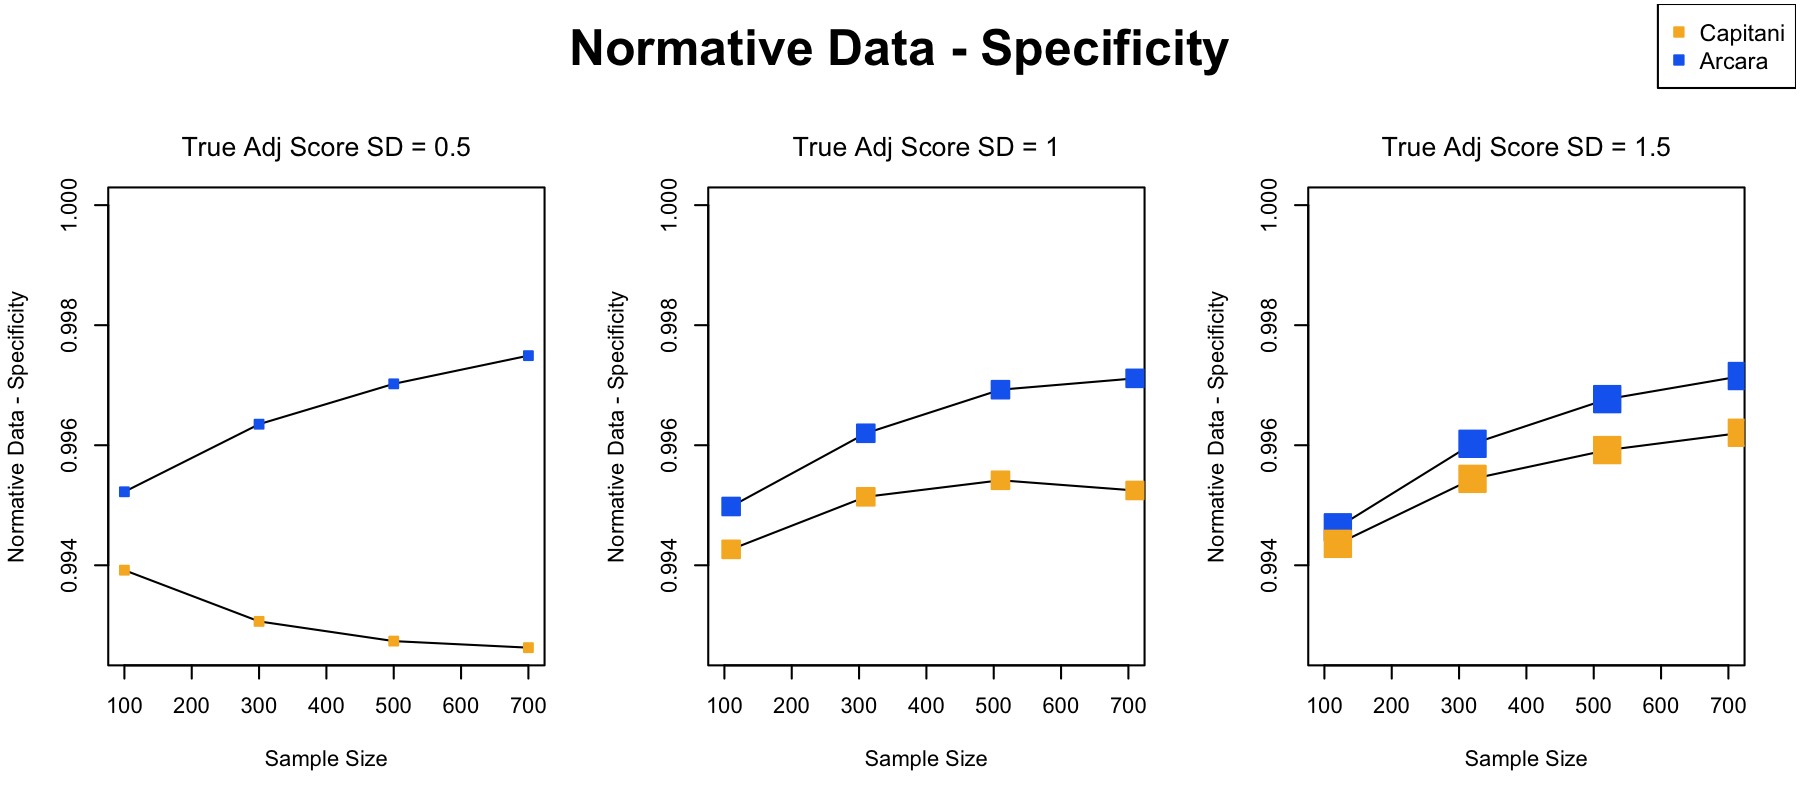 Normative Data - Specificity
Capitani
Arcara
True Adj Score SD = 0.5
1.000
0.998
0.996
0.994
Normative Data - Specificity
100 200 300 400 500 600 700
Sample Size
True Adj Score SD = 1
1.000
0.998
0.996
0.994
Normative Data - Specificity
100 200 300 400 500 600 700
Sample Size
True Adj Score SD = 1.5
1.000
0.998
0.996
0.994
Normative Data - Specificity
100 200 300 400 500 600 700
Sample Size